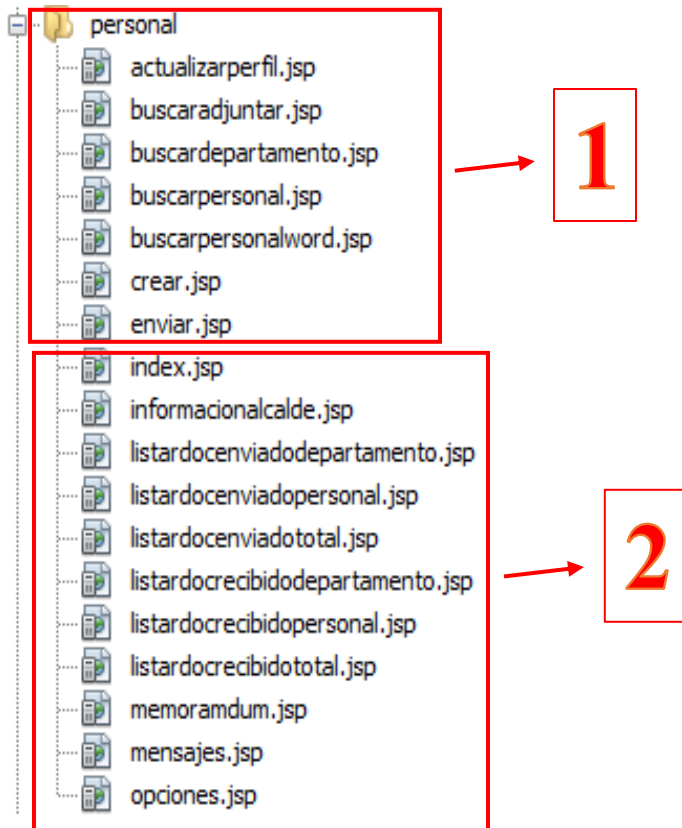 personal
actualizarperfil.jsp
buscaradjuntar.jsp
buscardepartamento.jsp
buscarpersonal.jsp
buscarpersonalword.jsp
crear.jsp
enviar.jsp
1
index.jsp
informacionalcalde.jsp
listardocenviadodepartamento.jsp
listardocenviadopersonal.jsp
listardocenviadototal.jsp
listardocrecibidodepartamento.jsp
listardocrecibidopersonal.jsp
listardocrecibidototal.jsp
memoramdum.jsp
mensajes.jsp
opciones.jsp
2